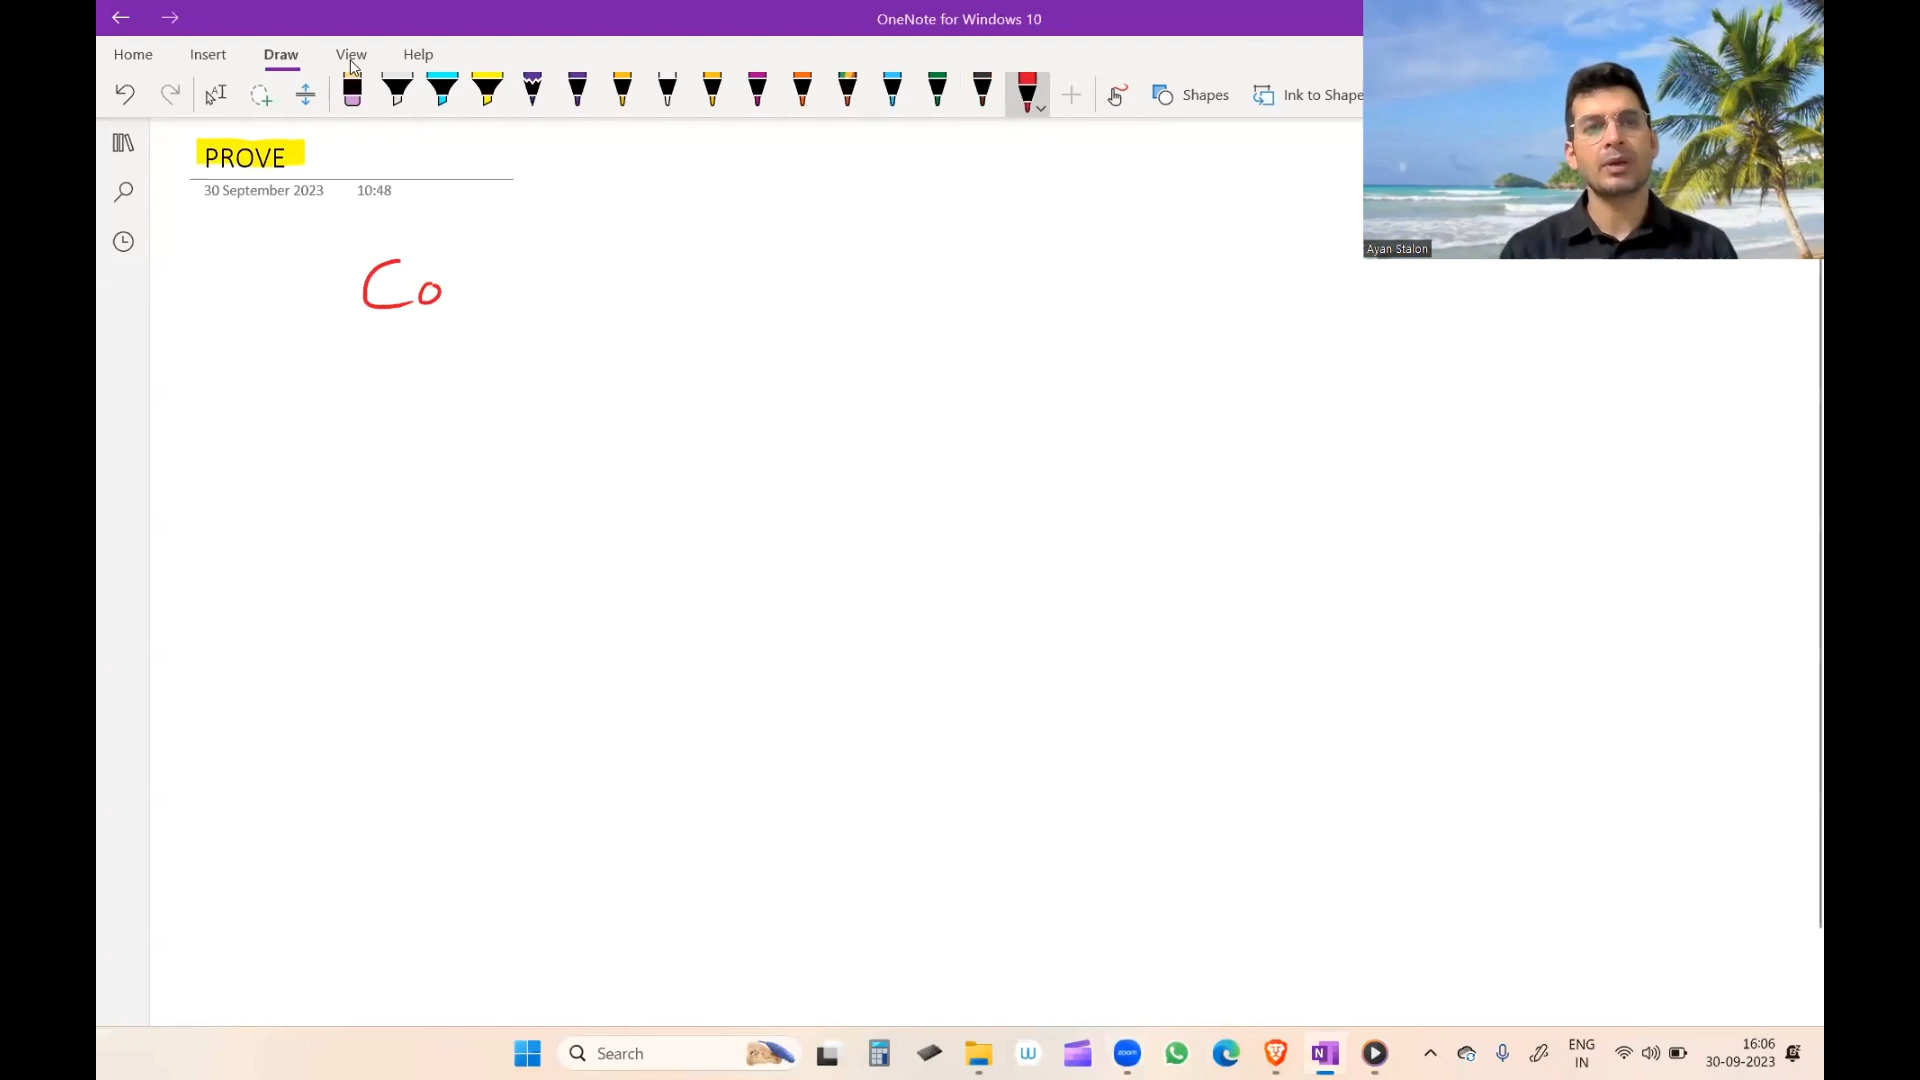 OneNote for Windows 10
Home Insert Draw View Help
Shapes Ink to Shape
PROVE
30 September 2023 10:48
Ayan Stalon
Co
Search
zoom
ENG
IN
16:06
30-09-2023